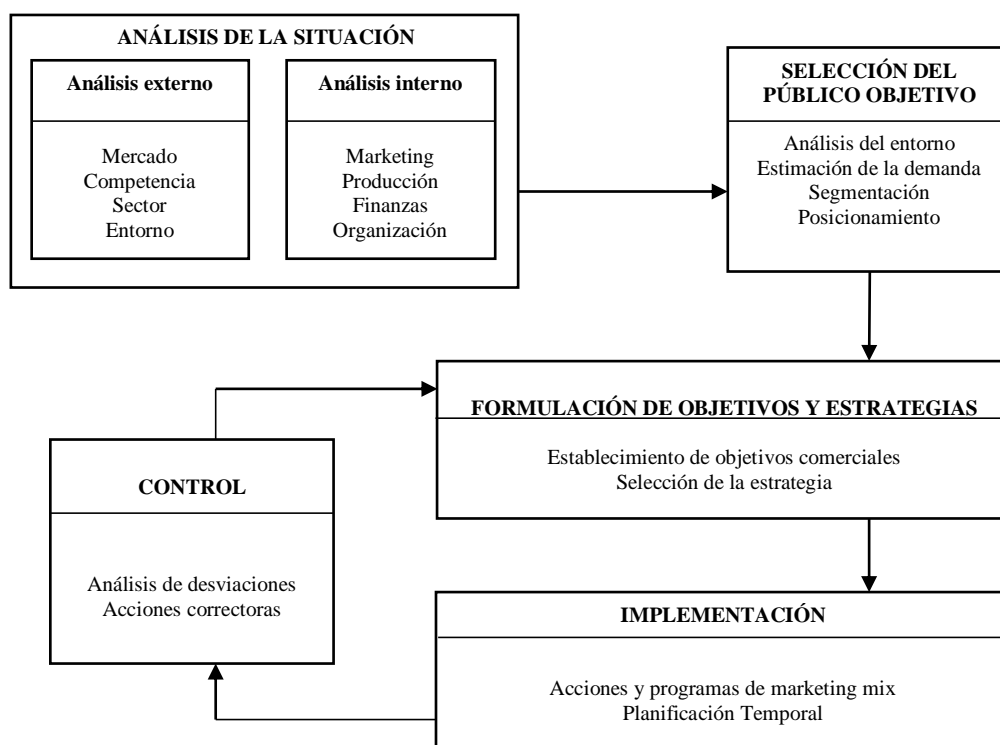 ANÁLISIS DE LA SITUACIÓN
Análisis externo
Mercado
Competencia
Sector
Entorno
Análisis interno
Marketing
Producción
Finanzas
Organización
SELECCIÓN DEL
PÚBLICO OBJETIVO
Análisis del entorno
Estimación de la demanda
Segmentación
Posicionamiento
FORMULACIÓN DE OBJETIVOS Y ESTRATEGIAS
Establecimiento de objetivos comerciales
Selección de la estrategia
IMPLEMENTACIÓN
Acciones y programas de marketing mix
Planificación Temporal
CONTROL
Análisis de desviaciones
Acciones correctoras